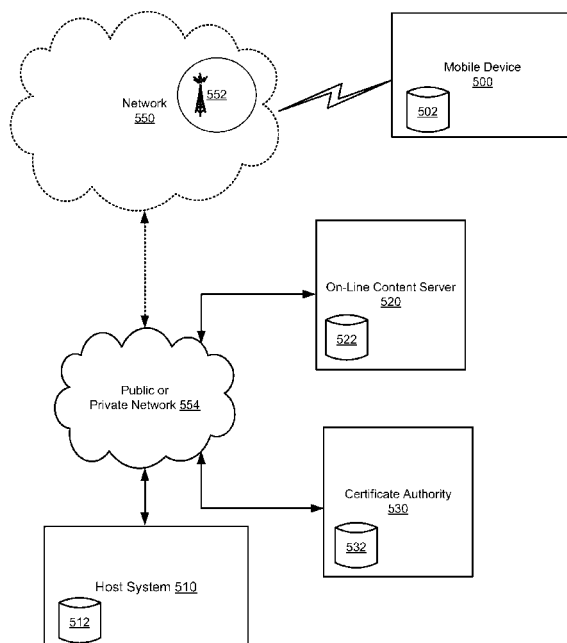 Network
550
552
Mobile Device
500
502
On-Line Content Server
520
522
Public or
Private Network 554
Certificate Authority
530
532
Host System 510
512